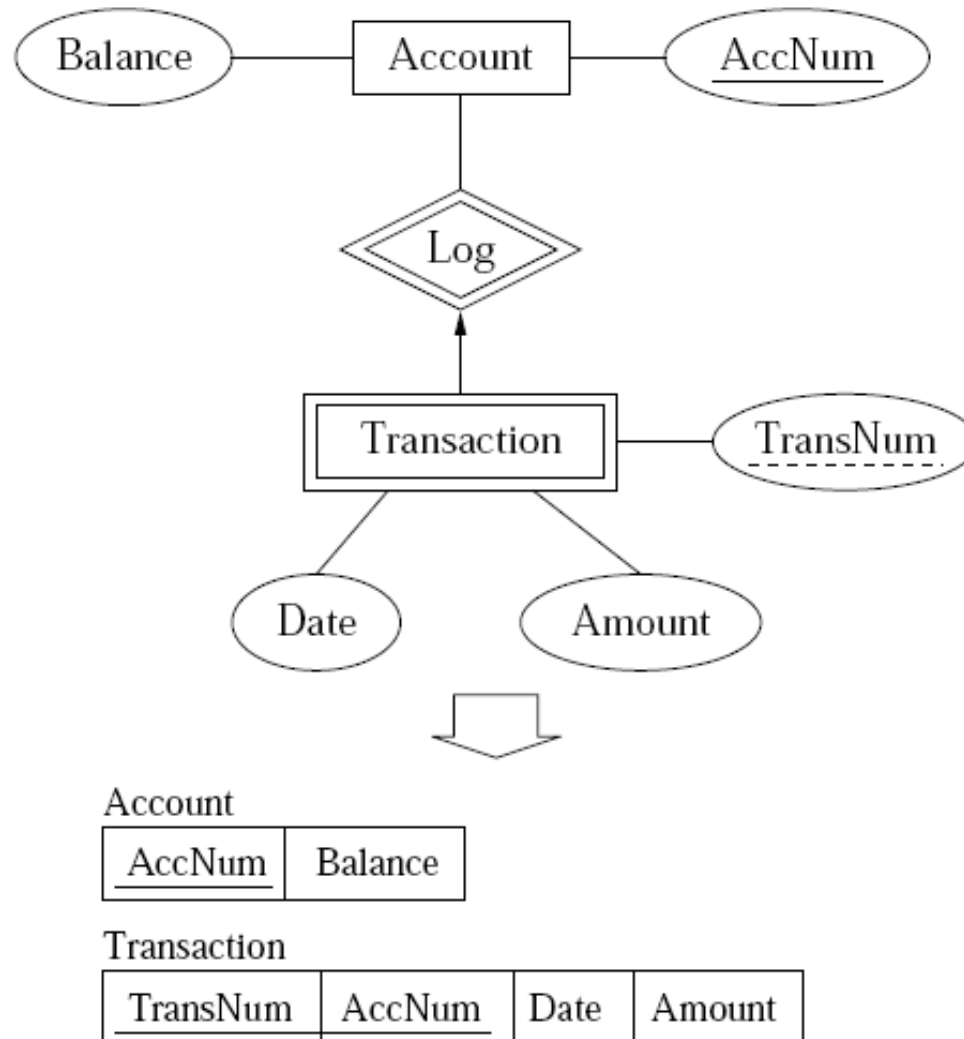 Balance Account AccNum
Log
Transaction TransNum
Date Amount
Account
AccNum Balance
Transaction
TransNum AccNum Date Amount